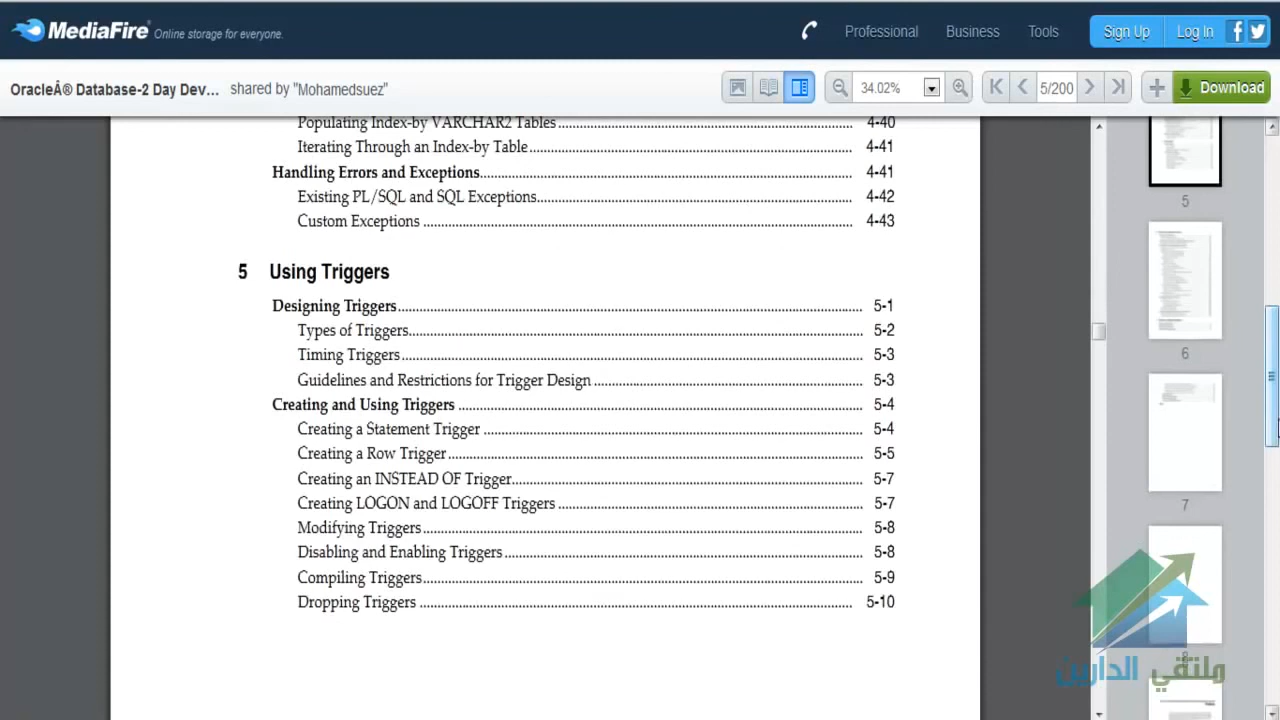 MediaFire Online storage for everyone.
Professional Business Tools Sign Up Log In
OracleÂ® Database-2 Day Dev... shared by "Mohamedsuez"
34.02% 5/200 Download
Populating Index-by VARCHAR2 Tables 4-40
Iterating Through an Index-by Table 4-41
Handling Errors and Exceptions 4-41
Existing PL/SQL and SQL Exceptions 4-42
Custom Exceptions 4-43
5 Using Triggers
Designing Triggers 5-1
Types of Triggers 5-2
Timing Triggers 5-3
Guidelines and Restrictions for Trigger Design 5-3
Creating and Using Triggers 5-4
Creating a Statement Trigger 5-4
Creating a Row Trigger 5-5
Creating an INSTEAD OF Trigger 5-7
Creating LOGON and LOGOFF Triggers 5-7
Modifying Triggers 5-8
Disabling and Enabling Triggers 5-8
Compiling Triggers 5-9
Dropping Triggers 5-10
5
6
7
ملتقي الدارين